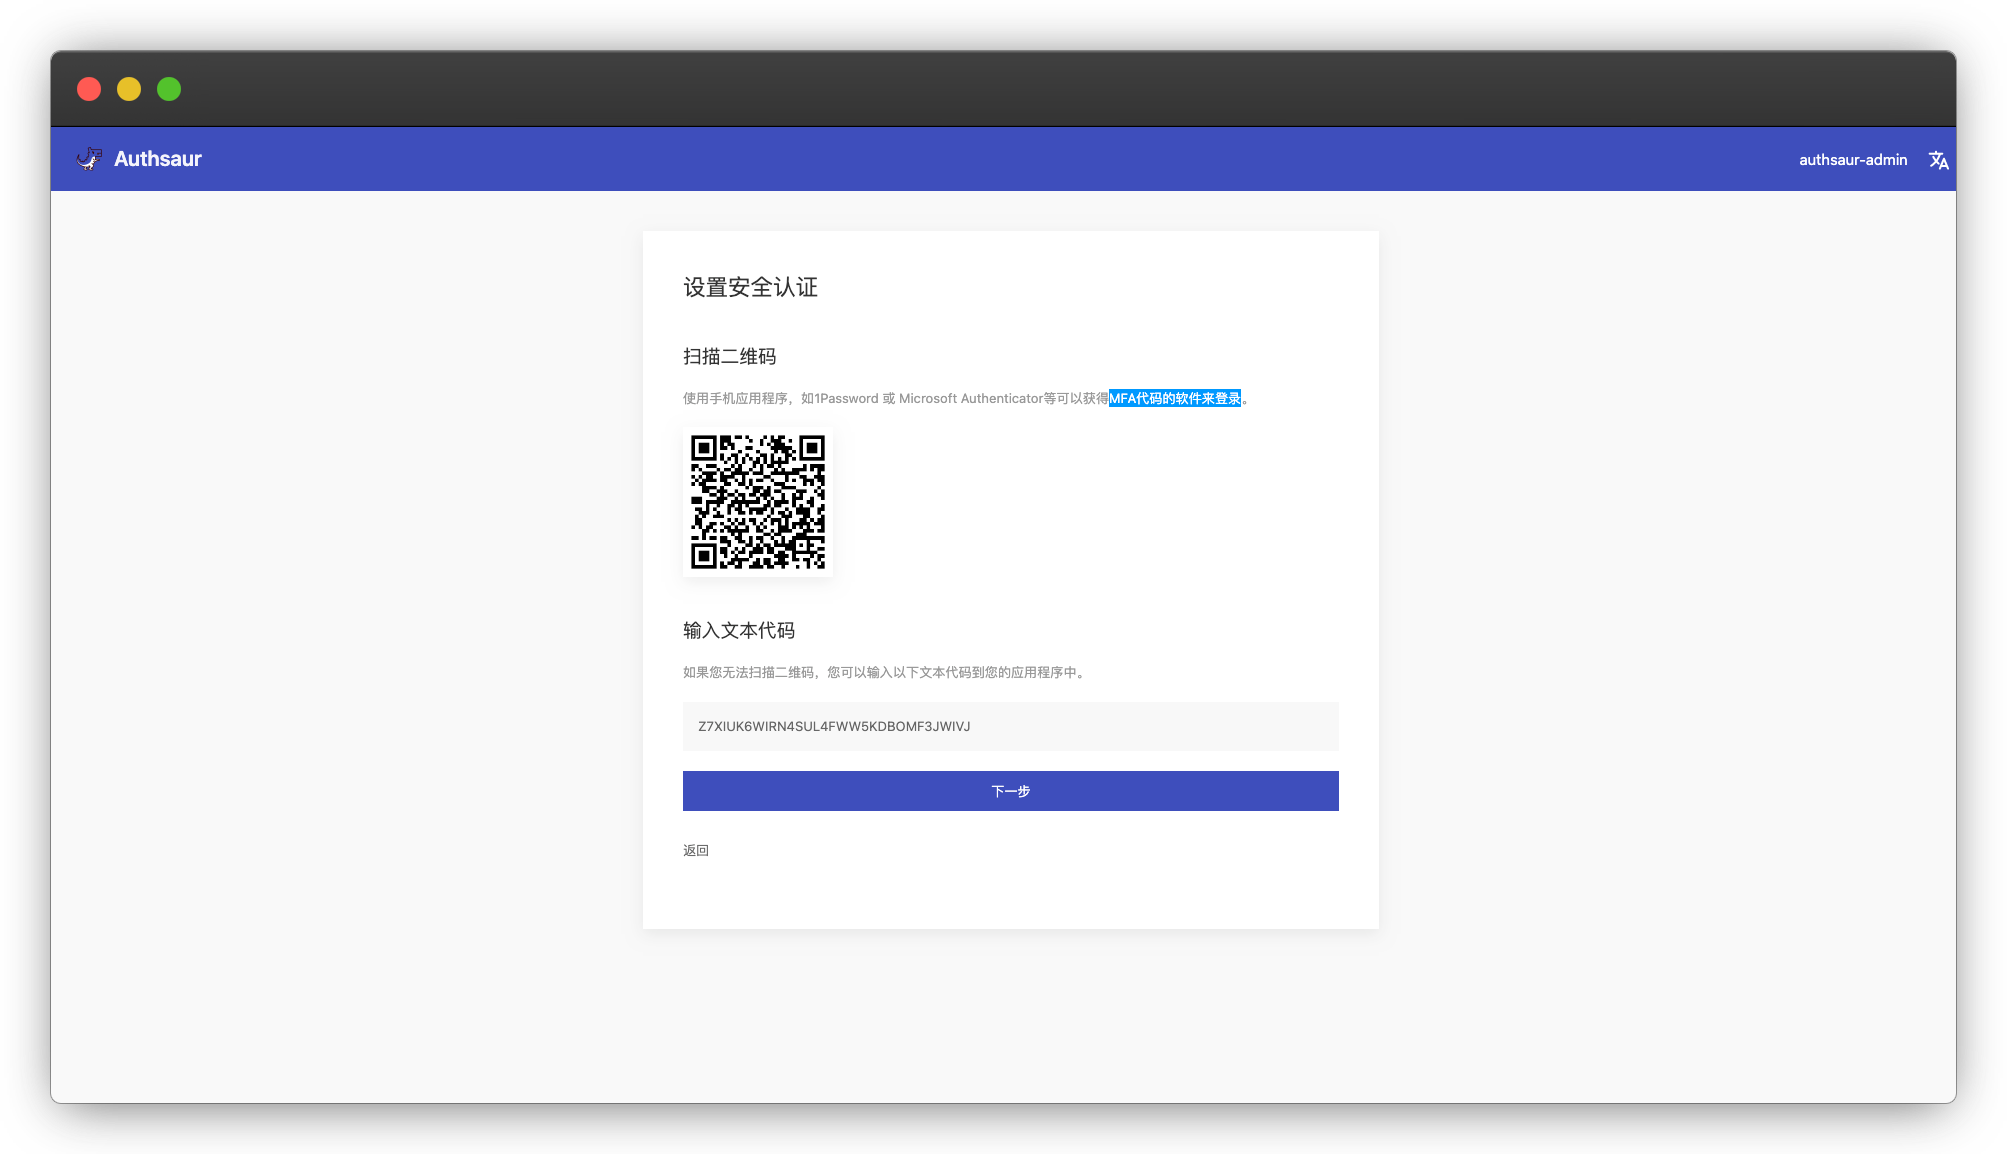 Authsaur
authsaur-admin
设置安全认证
扫描二维码
使用手机应用程序，如1Password 或 Microsoft Authenticator等可以获得MFA代码的软件来登录。
输入文本代码
如果您无法扫描二维码，您可以输入以下文本代码到您的应用程序中。
Z7XIUK6WIRN4SUL4FWW5KDBOMF3JWIVJ
下一步
返回